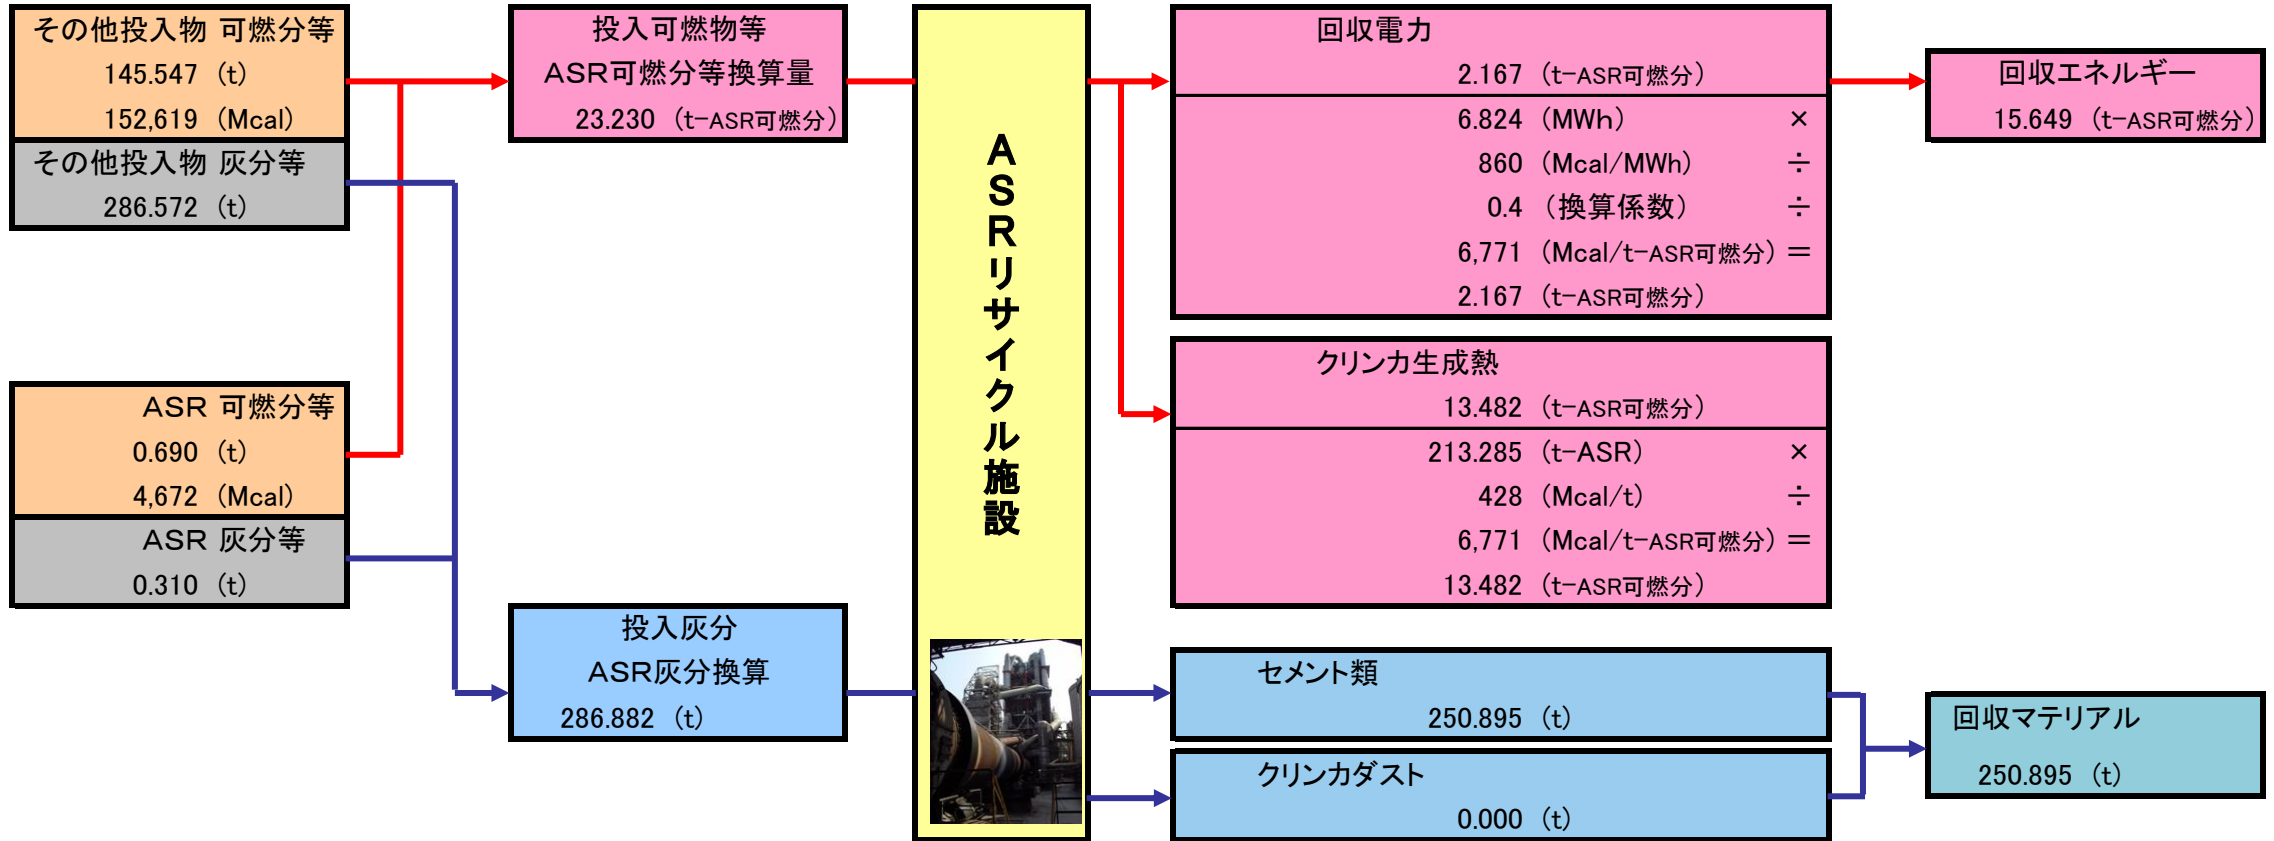 その他投入物 可燃分等
145.547 (t)
152,619 (Mcal)
その他投入物 灰分等
286.572 (t)
ASR 可燃分等
0.690 (t)
4,672 (Mcal)
ASR 灰分等
0.310 (t)
投入可燃物等
ASR可燃分等換算量
23.230 (t-ASR可燃分)
投入灰分
ASR灰分換算
286.882 (t)
ASRリサイクル施設
回収電力
2.167 (t-ASR可燃分)
6.824 (MWh) ×
860 (Mcal/MWh) ÷
0.4 (換算係数) ÷
6,771 (Mcal/t-ASR可燃分) =
2.167 (t-ASR可燃分)
クリンカ生成熱
13.482 (t-ASR可燃分)
213.285 (t-ASR) ×
428 (Mcal/t) ÷
6,771 (Mcal/t-ASR可燃分) =
13.482 (t-ASR可燃分)
セメント類
250.895 (t)
クリンカダスト
0.000 (t)
回収エネルギー
15.649 (t-ASR可燃分)
回収マテリアル
250.895 (t)